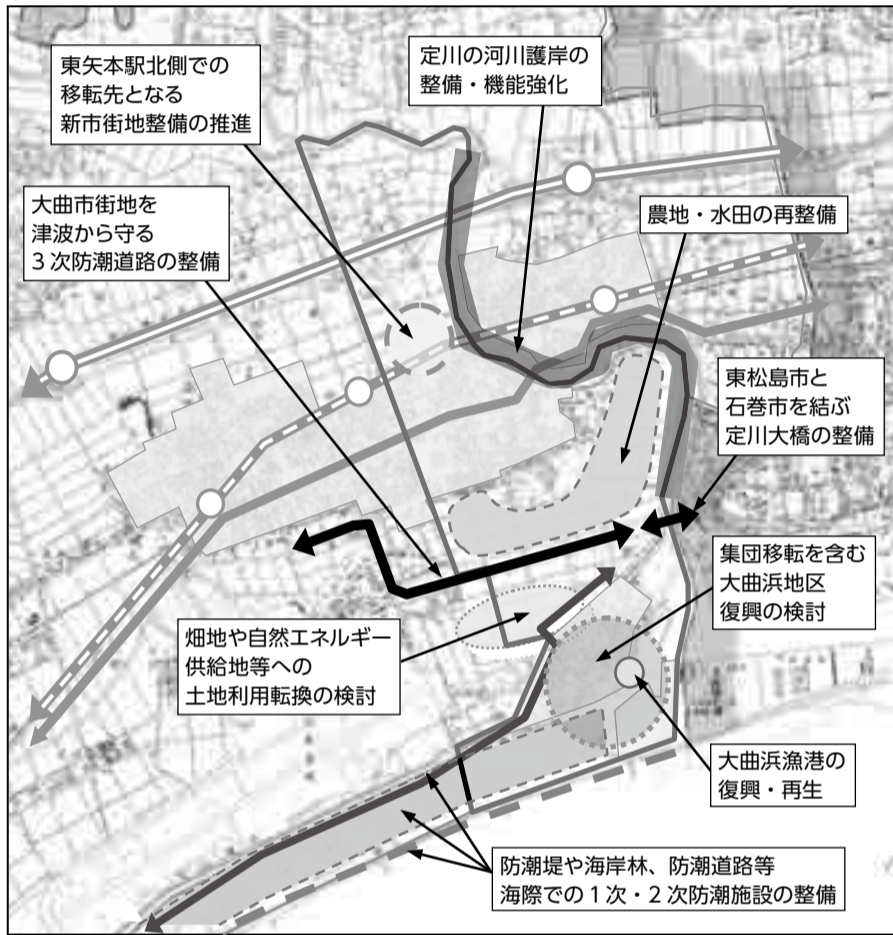 東矢本駅北側での
移転先となる
新市街地整備の推進
定川の河川護岸の
整備・機能強化
大曲市街地を
津波から守る
3次防潮道路の整備
農地・水田の再整備
東松島市と
石巻市を結ぶ
定川大橋の整備
集団移転を含む
大曲浜地区
復興の検討
畑地や自然エネルギー
供給地等への
土地利用転換の検討
大曲浜漁港の
復興・再生
防潮堤や海岸林、防潮道路等
海際での1次・2次防潮施設の整備